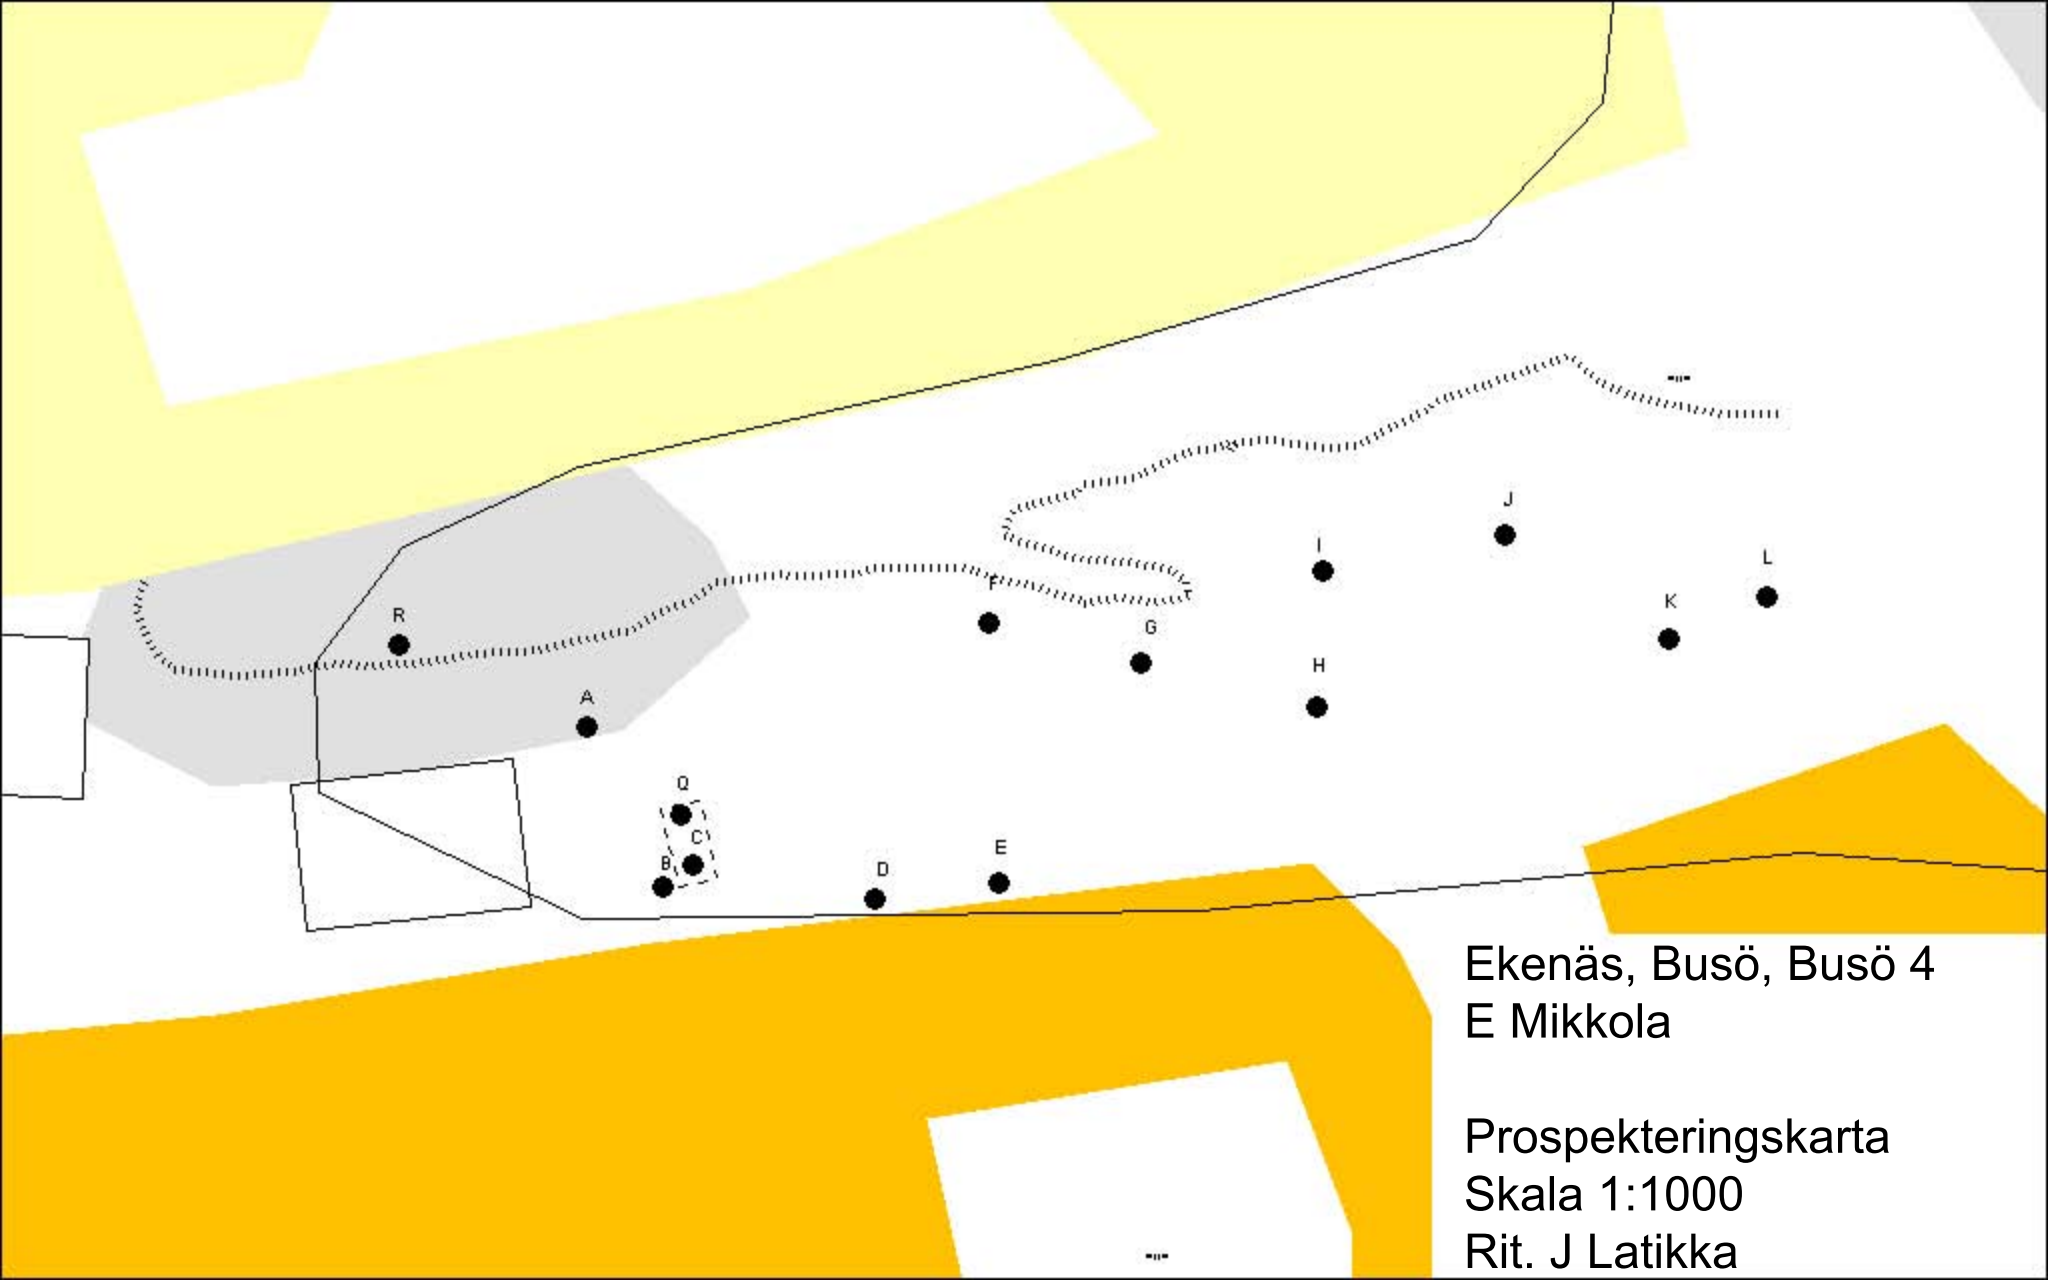 J
I
L
F
R
K
G
H
A
Q
C
B
D
E
Ekenäs, Busö, Busö 4
E Mikkola
Prospekteringskarta
Skala 1:1000
Rit. J Latikka